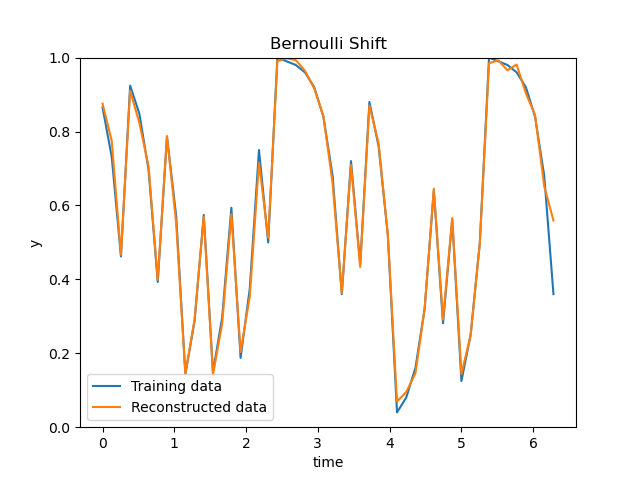 Bernoulli Shift
y
1.0
0.8
0.6
0.4
0.2
0.0
Training data
Reconstructed data
0 1 2 3 4 5 6
time